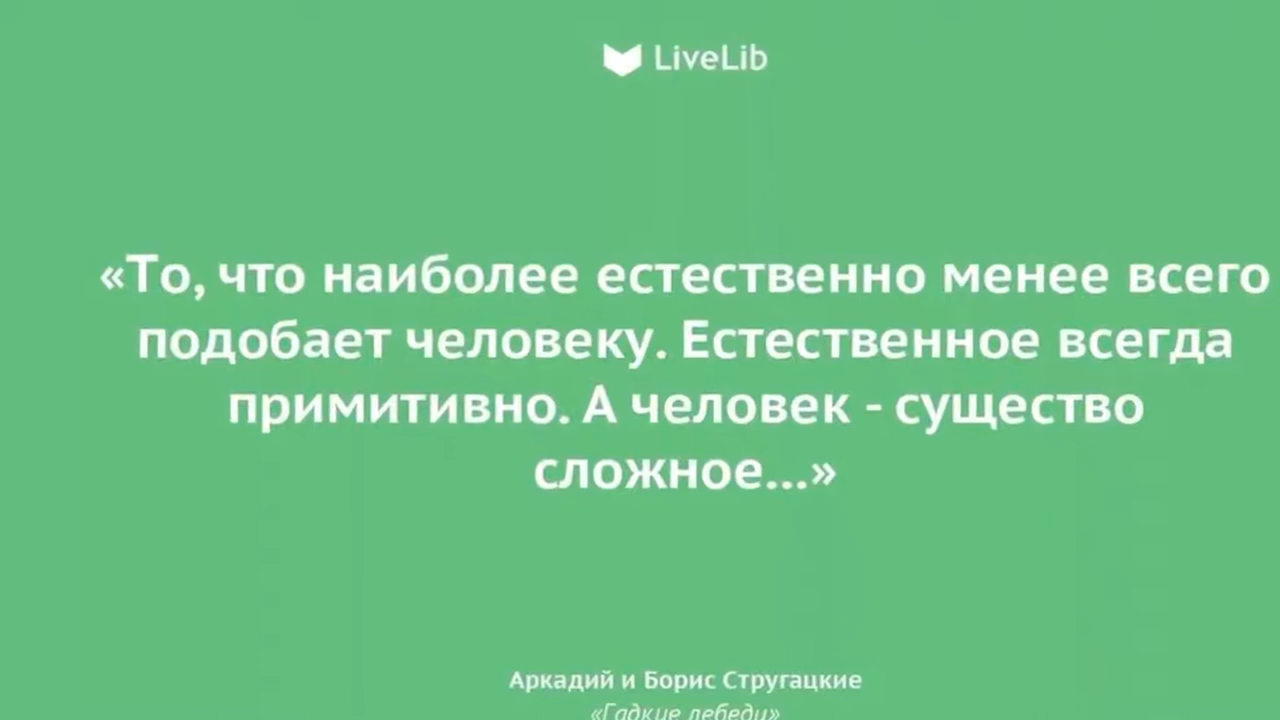 LiveLib
«То, что наиболее естественно менее всего
подобает человеку. Естественное всегда
примитивно. А человек - существо
сложное...»
Аркадий и Борис Стругацкие
«Гадкие лебеди»